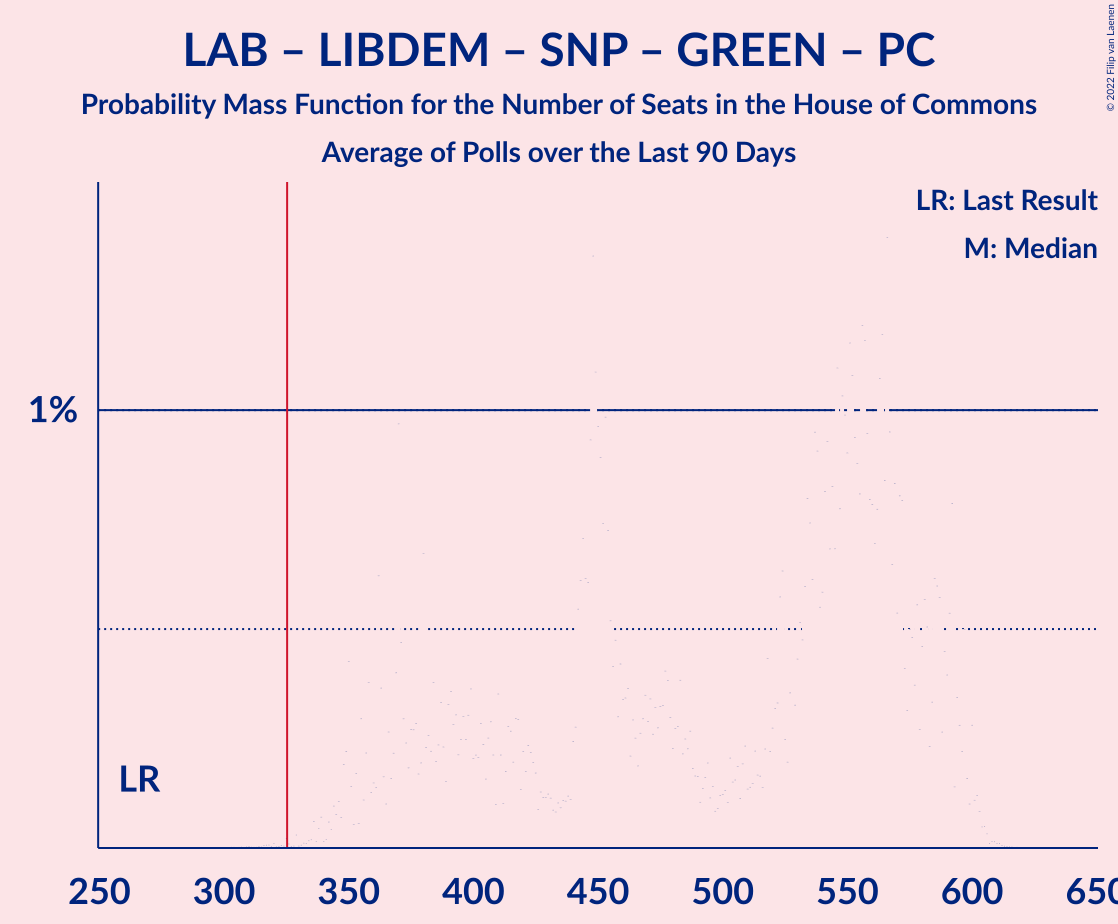 LAB – LIBDEM – SNP – GREEN – PC
Probability Mass Function for the Number of Seats in the House of Commons
Average of Polls over the Last 90 Days
© 2022 Filip van Laenen
LR: Last Result
M: Median
1%
LR
250 300 350 400 450 500 550 600 650